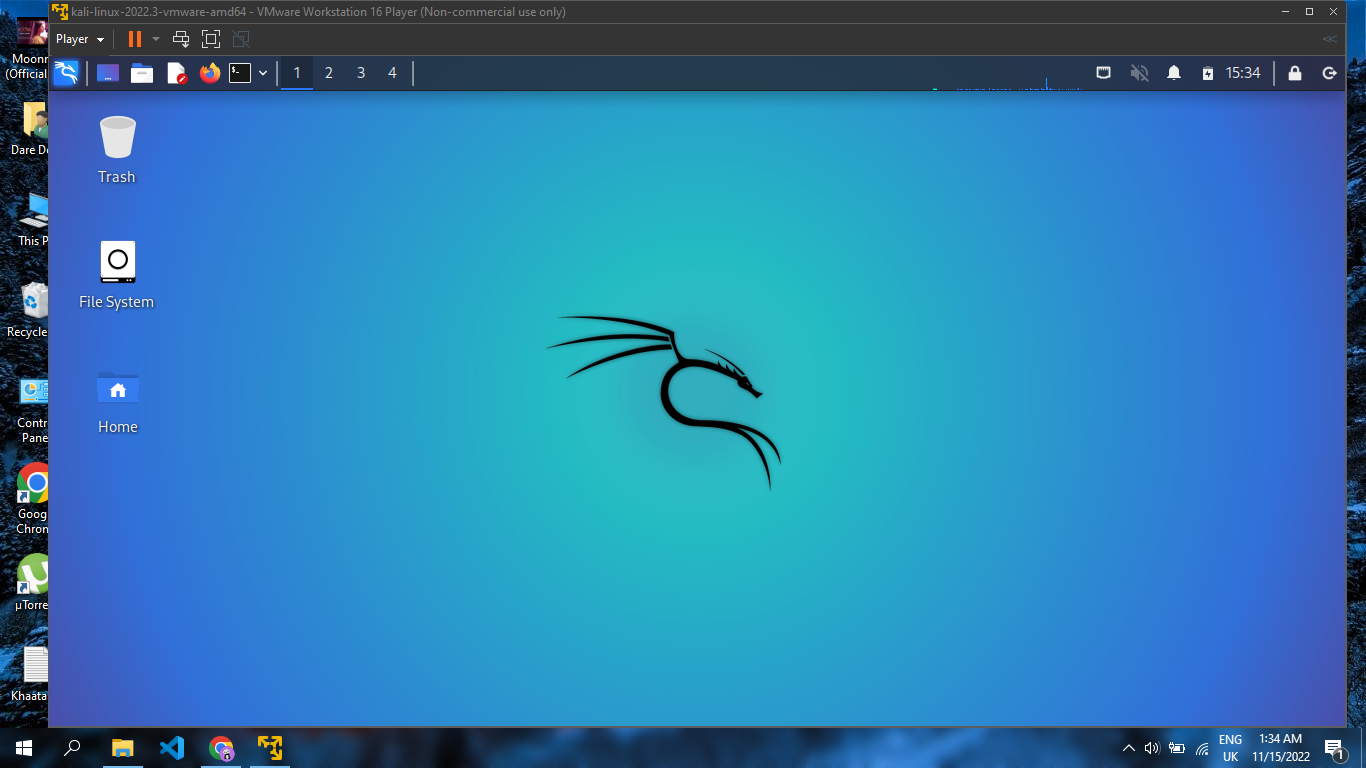 kali-linux-2022.3-vmware-amd64 - VMware Workstation 16 Player (Non-commercial use only)
Player
1 2 3 4
15:34
Trash
File System
Home
(Official
Dare D
This P
Recycle
Contr
Pane
Goog
Chron
µTorre
Khaata
ENG
UK
1:34 AM
11/15/2022
1